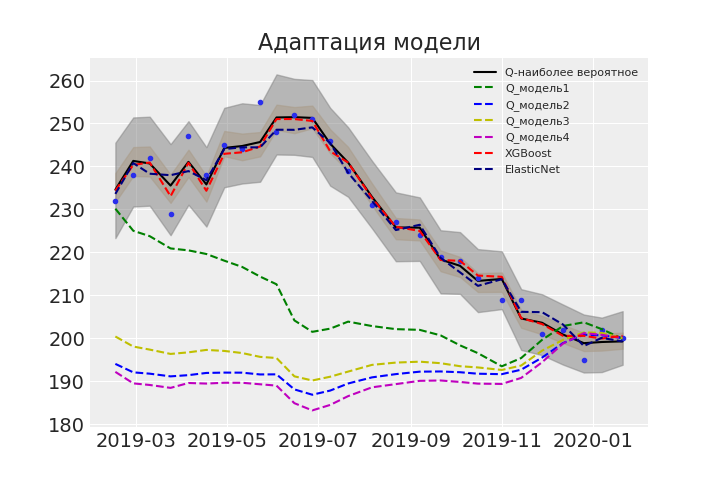 Адаптация модели
260
250
240
230
220
210
200
190
180
Q-наиболее вероятное
Q_модель1
Q_модель2
Q_модель3
Q_модель4
XGBoost
ElasticNet
2019-03 2019-05 2019-07 2019-09 2019-11 2020-01